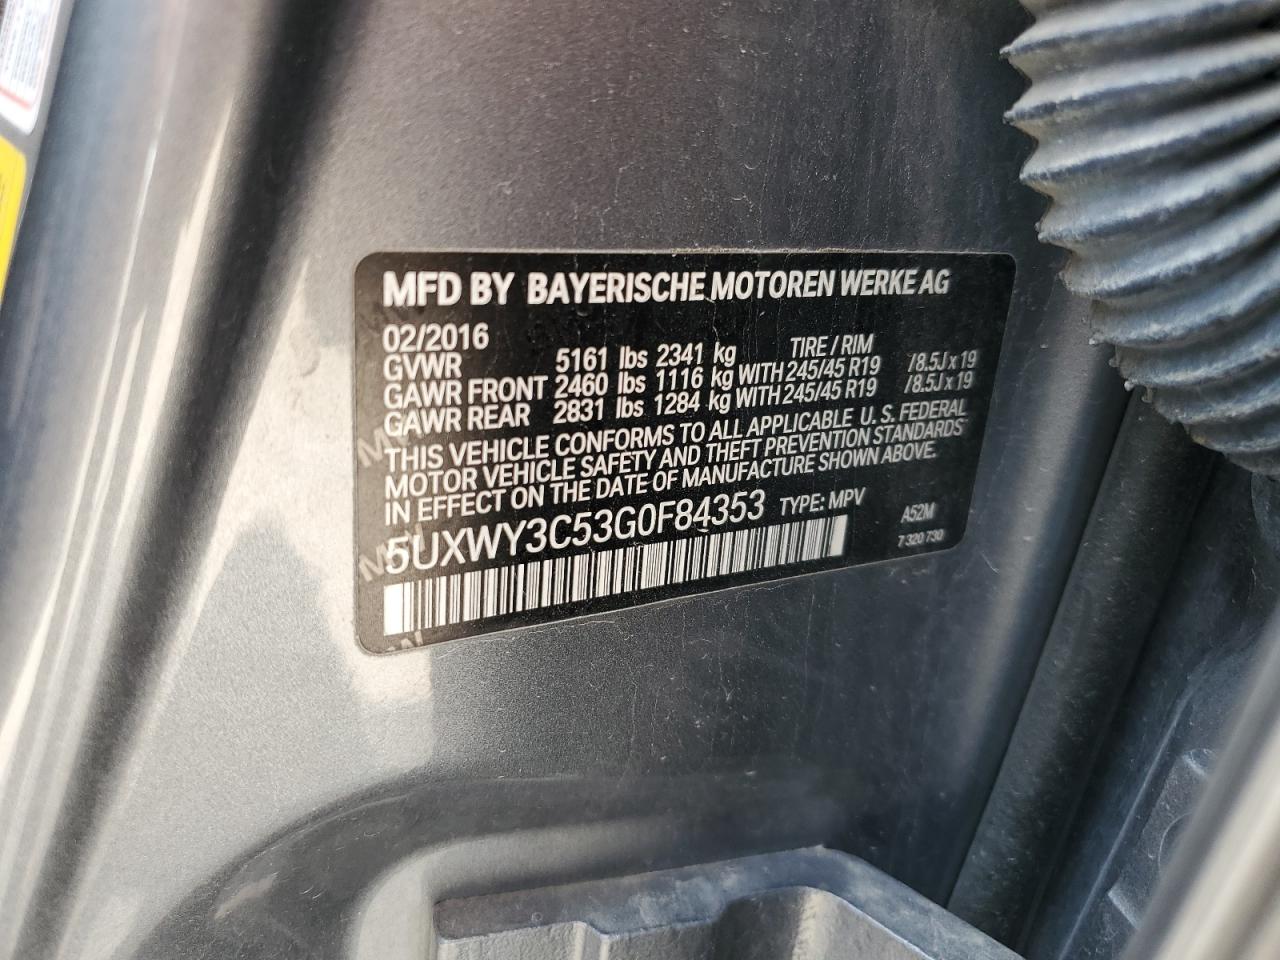 MFD BY BAYERISCHE MOTOREN WERKE AG
02/2016
TIRE / RIM
GVWR 5161 lbs 2341 kg
GAWR FRONT 2460 lbs 1116 kg WITH 245/45 R19 /8.5J x 19
GAWR REAR 2831 lbs 1284 kg WITH 245/45 R19 /8.5J x 19
THIS VEHICLE CONFORMS TO ALL APPLICABLE U.S. FEDERAL
MOTOR VEHICLE SAFETY AND THEFT PREVENTION STANDARDS
IN EFFECT ON THE DATE OF MANUFACTURE SHOWN ABOVE.
5UXWY3C53G0F84353 TYPE: MPV
A52M
7 320 730